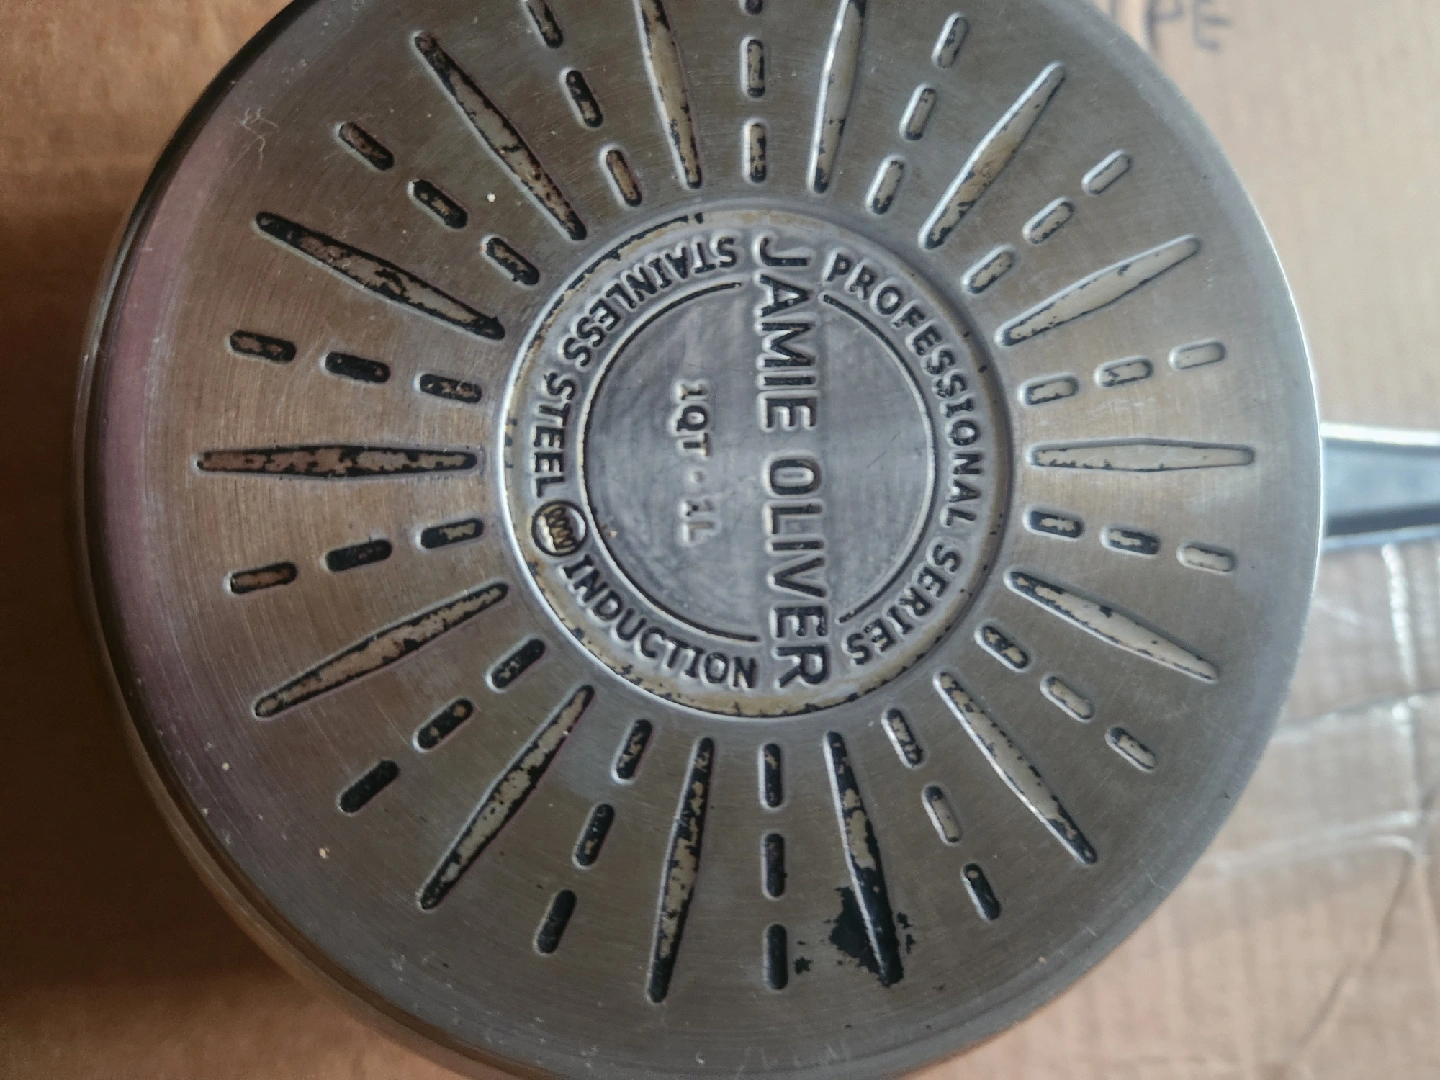 PROFESSIONAL SERIES
JAMIE OLIVER
1QT · 1L
STAINLESS STEEL
INDUCTION